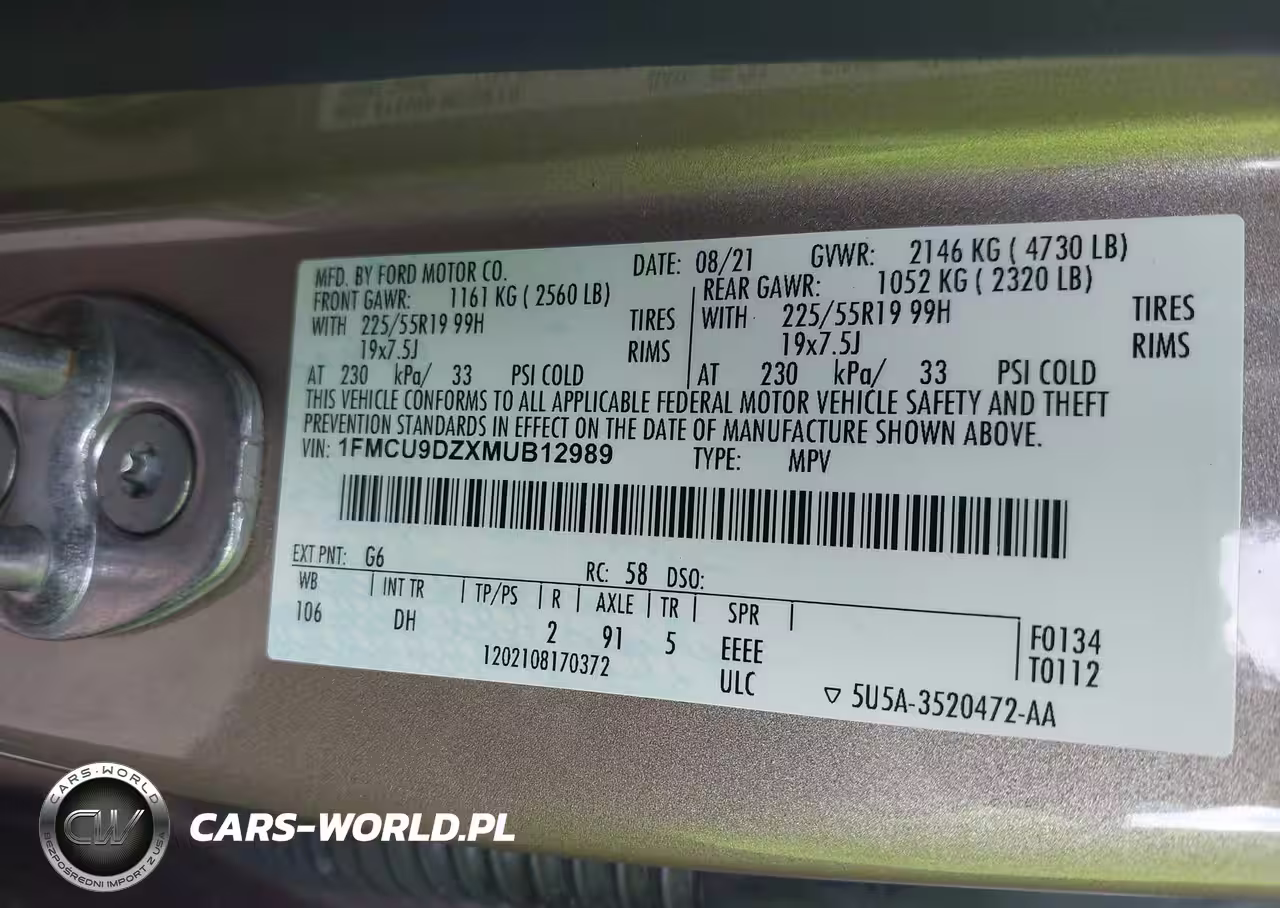 MFD. BY FORD MOTOR CO. DATE: 08/21 GVWR: 2146 KG ( 4730 LB)
FRONT GAWR: 1161 KG ( 2560 LB) REAR GAWR: 1052 KG ( 2320 LB)
WITH 225/55R19 99H TIRES WITH 225/55R19 99H TIRES
19x7.5J RIMS 19x7.5J RIMS
AT 230 kPa/ 33 PSI COLD AT 230 kPa/ 33 PSI COLD
THIS VEHICLE CONFORMS TO ALL APPLICABLE FEDERAL MOTOR VEHICLE SAFETY AND THEFT
PREVENTION STANDARDS IN EFFECT ON THE DATE OF MANUFACTURE SHOWN ABOVE.
VIN: 1FMCU9DZXMUB12989 TYPE: MPV
EXT PNT: G6 RC: 58 DSO:
WB INT TR TP/PS R AXLE TR SPR
106 DH 2 91 5 EEEE F0134
1202108170372 ULC T0112
▽ 5U5A-3520472-AA
CARS-WORLD
CW
BEZPOŚREDNI IMPORT Z USA
CARS-WORLD.PL